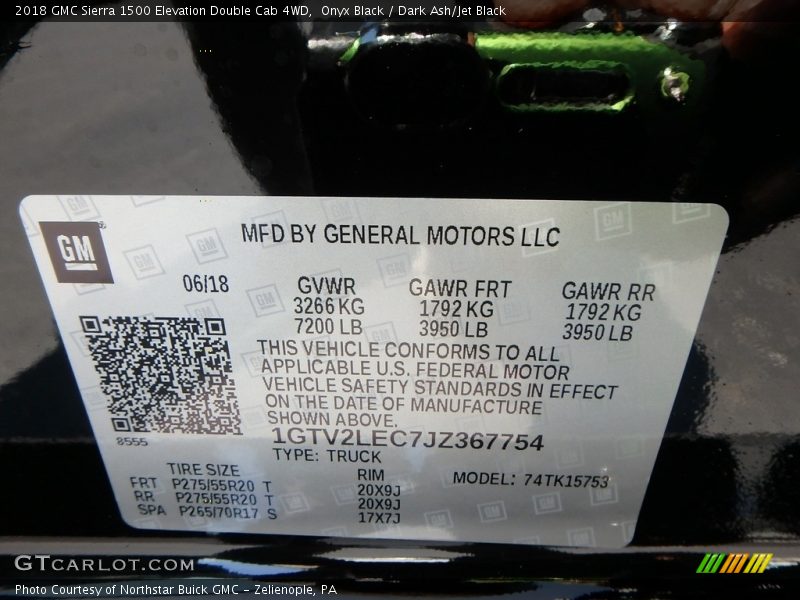 2018 GMC Sierra 1500 Elevation Double Cab 4WD, Onyx Black / Dark Ash/Jet Black
GM
MFD BY GENERAL MOTORS LLC
06/18 GVWR GAWR FRT GAWR RR
3266 KG 1792 KG 1792 KG
7200 LB 3950 LB 3950 LB
THIS VEHICLE CONFORMS TO ALL
APPLICABLE U.S. FEDERAL MOTOR
VEHICLE SAFETY STANDARDS IN EFFECT
ON THE DATE OF MANUFACTURE
SHOWN ABOVE.
8555
1GTV2LEC7JZ367754
TYPE: TRUCK
TIRE SIZE RIM MODEL: 74TK15753
FRT P275/55R20 T 20X9J
RR P275/55R20 T 20X9J
SPA P265/70R17 S 17X7J
GTCARLOT.COM
Photo Courtesy of Northstar Buick GMC – Zelienople, PA